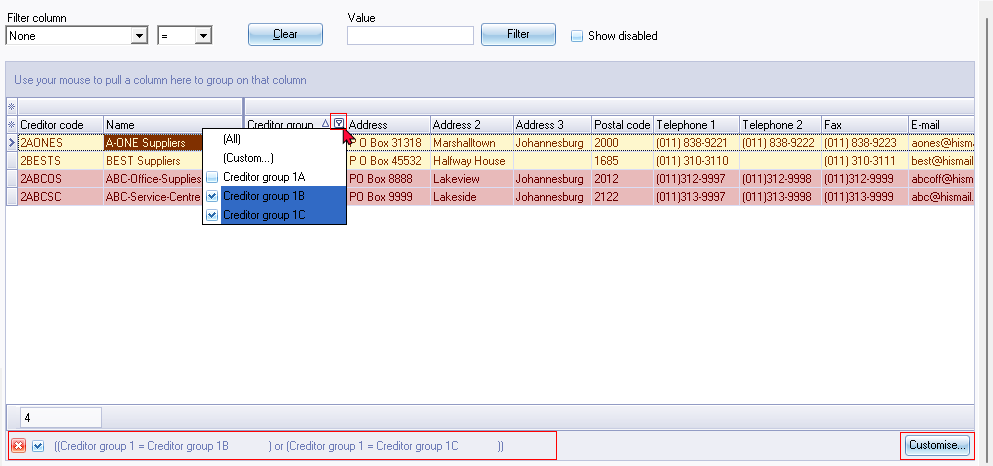 Filter column Value
None = Clear Filter Show disabled
Use your mouse to pull a column here to group on that column
Creditor code Name Creditor group Address Address 2 Address 3 Postal code Telephone 1 Telephone 2 Fax E-mail
2AONES A-ONE Suppliers P O Box 31318 Marshalltown Johannesburg 2000 (011) 838-9221 (011) 838-9222 (011) 838-9223 aones@hisma
2BESTS BEST Suppliers P O Box 45532 Halfway House 1685 (011) 310-3110 (011) 310-3111 best@hismail
2ABCOS ABC-Office-Supplies PO Box 8888 Lakeview Johannesburg 2012 (011)312-9997 (011)312-9998 (011)312-9999 abcoff@hism
2ABCSC ABC-Service-Centre PO Box 9999 Lakeside Johannesburg 2122 (011)313-9997 (011)313-9998 (011)313-9999 abc@hismail.
(All)
(Custom...)
Creditor group 1A
Creditor group 1B
Creditor group 1C
4
((Creditor group 1 = Creditor group 1B ) or (Creditor group 1 = Creditor group 1C )) Customise...